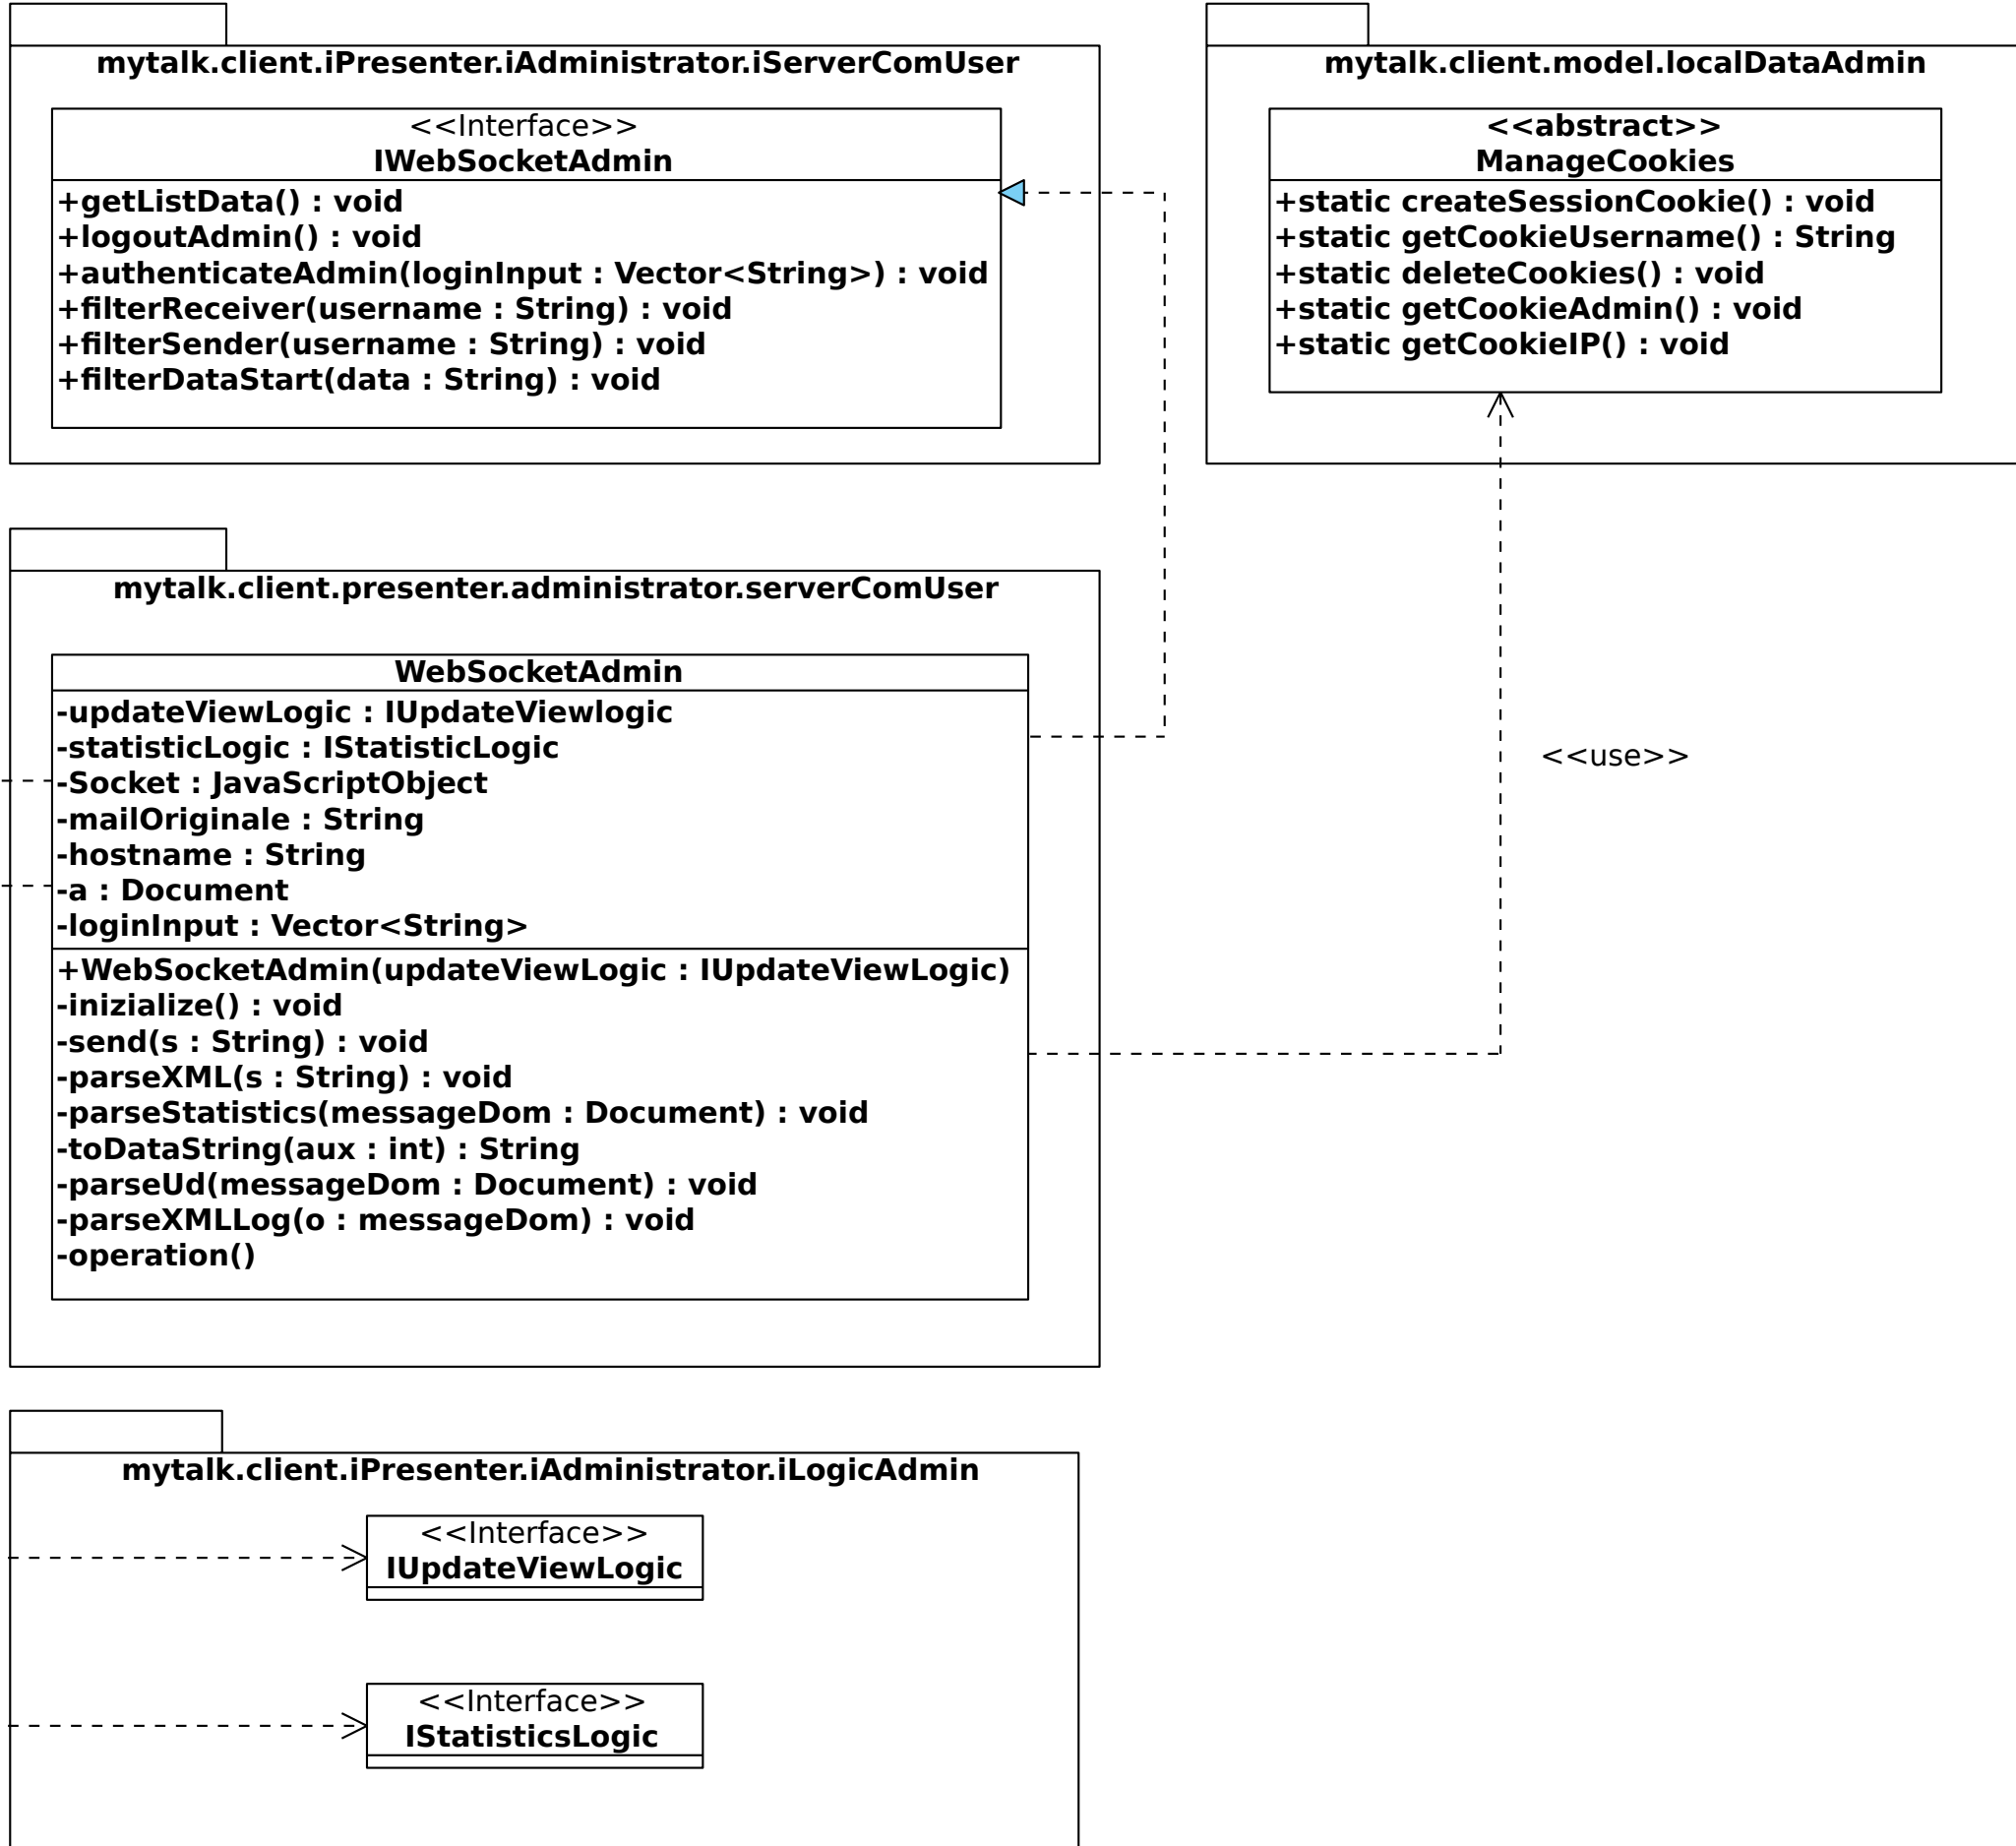 mytalk.client.iPresenter.iAdministrator.iServerComUser
<<Interface>>
IWebSocketAdmin
+getListData() : void
+logoutAdmin() : void
+authenticateAdmin(loginInput : Vector<String>) : void
+filterReceiver(username : String) : void
+filterSender(username : String) : void
+filterDataStart(data : String) : void
mytalk.client.model.localDataAdmin
<<abstract>>
ManageCookies
+static createSessionCookie() : void
+static getCookieUsername() : String
+static deleteCookies() : void
+static getCookieAdmin() : void
+static getCookieIP() : void
mytalk.client.presenter.administrator.serverComUser
WebSocketAdmin
-updateViewLogic : IUpdateViewlogic
-statisticLogic : IStatisticLogic
-Socket : JavaScriptObject
-mailOriginale : String
-hostname : String
-a : Document
-loginInput : Vector<String>
+WebSocketAdmin(updateViewLogic : IUpdateViewLogic)
-inizialize() : void
-send(s : String) : void
-parseXML(s : String) : void
-parseStatistics(messageDom : Document) : void
-toDataString(aux : int) : String
-parseUd(messageDom : Document) : void
-parseXMLLog(o : messageDom) : void
-operation()
<<use>>
mytalk.client.iPresenter.iAdministrator.iLogicAdmin
<<Interface>>
IUpdateViewLogic
<<Interface>>
IStatisticsLogic